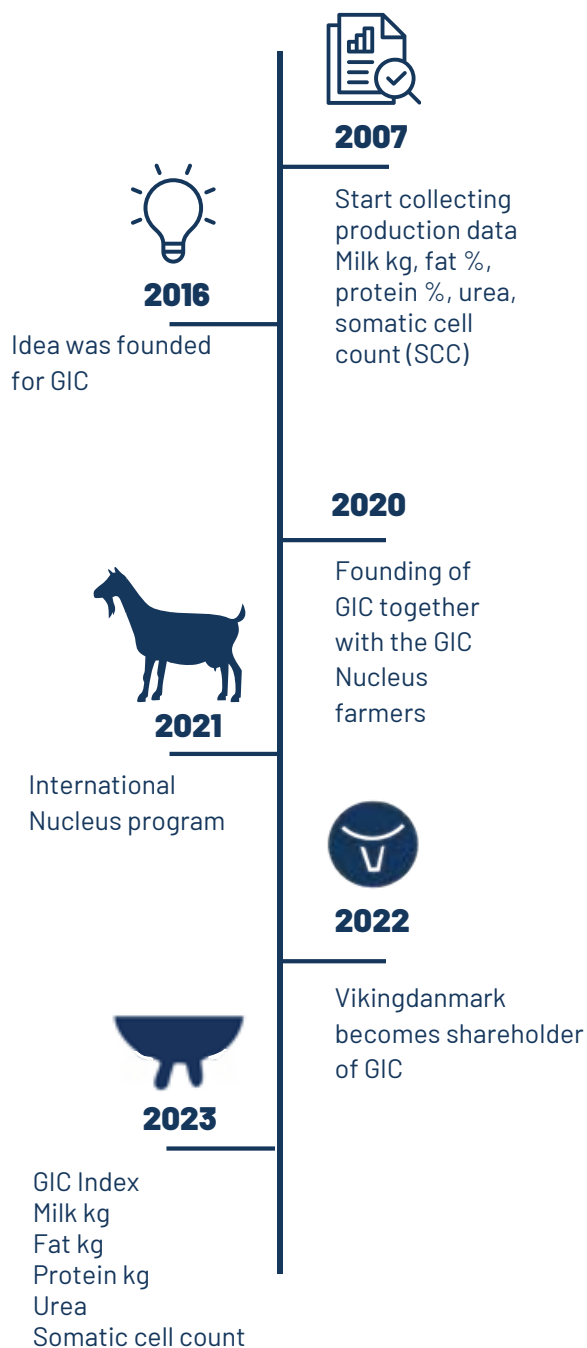 2007
Start collecting
production data
Milk kg, fat %,
protein %, urea,
somatic cell
count (SCC)
2016
Idea was founded
for GIC
2020
Founding of
GIC together
with the GIC
Nucleus
farmers
2021
International
Nucleus program
2022
Vikingdanmark
becomes shareholder
of GIC
2023
GIC Index
Milk kg
Fat kg
Protein kg
Urea
Somatic cell count